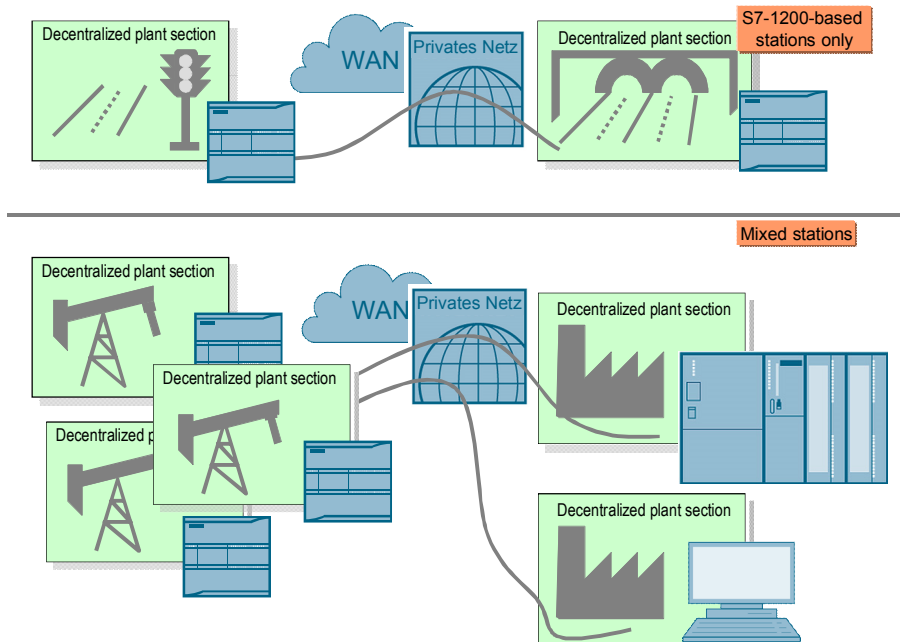 Decentralized plant section
WAN
Privates Netz
Decentralized plant section
S7-1200-based
stations only
Mixed stations
Decentralized plant section
WAN
Privates Netz
Decentralized plant section
Decentralized plant section
Decentralized p
Decentralized plant section